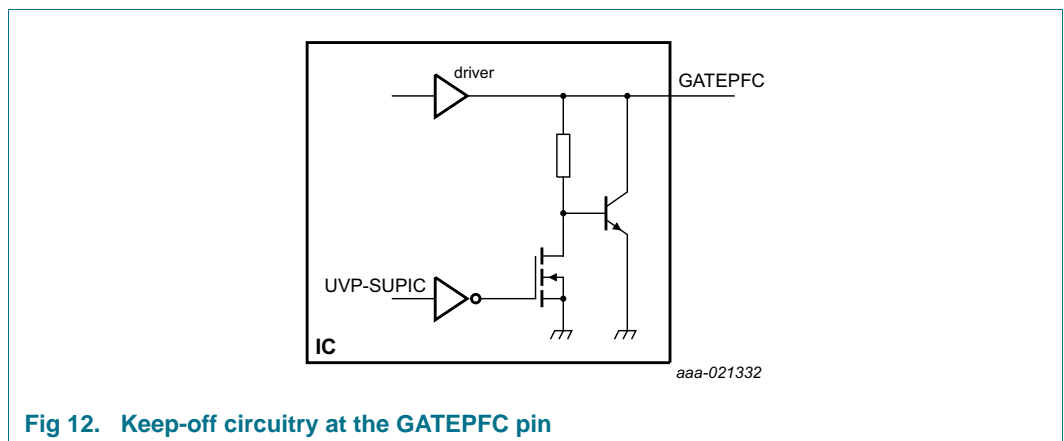 driver
GATEPFC
UVP-SUPIC
IC
aaa-021332
Fig 12. Keep-off circuitry at the GATEPFC pin